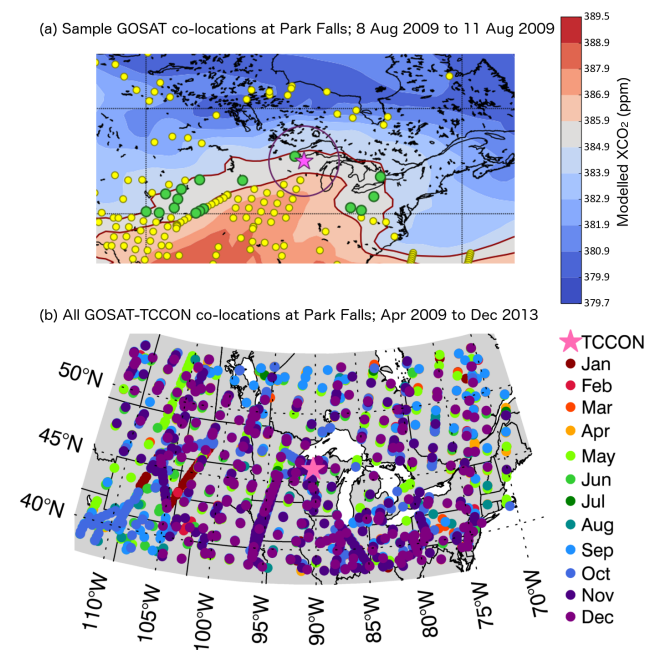 (a) Sample GOSAT co-locations at Park Falls; 8 Aug 2009 to 11 Aug 2009
389.5
388.9
387.9
386.9
385.9
384.9
383.9
382.9
381.9
380.9
379.9
379.7
Modelled XCO₂ (ppm)
(b) All GOSAT-TCCON co-locations at Park Falls; Apr 2009 to Dec 2013
50°N
45°N
40°N
110°W
105°W
100°W
95°W
90°W
85°W
80°W
75°W
70°W
TCCON
Jan
Feb
Mar
Apr
May
Jun
Jul
Aug
Sep
Oct
Nov
Dec